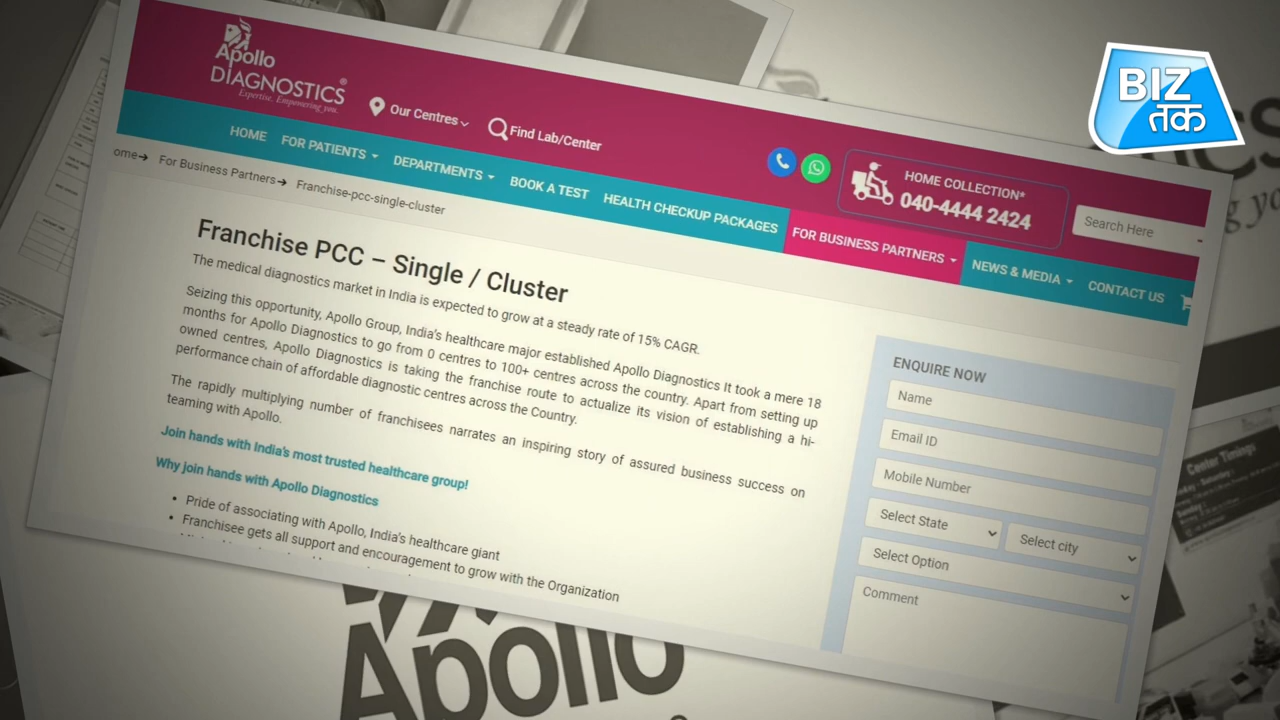 BIZ
तक
Apollo
DIAGNOSTICS®
Expertise. Empowering you.
Our Centres
Find Lab/Center
HOME COLLECTION*
040-4444 2424
Search Here
HOME
FOR PATIENTS
DEPARTMENTS
BOOK A TEST
HEALTH CHECKUP PACKAGES
FOR BUSINESS PARTNERS
NEWS & MEDIA
CONTACT US
ome➔ For Business Partners➔ Franchise-pcc-single-cluster
Franchise PCC – Single / Cluster
The medical diagnostics market in India is expected to grow at a steady rate of 15% CAGR.
Seizing this opportunity, Apollo Group, India's healthcare major established Apollo Diagnostics It took a mere 18
months for Apollo Diagnostics to go from 0 centres to 100+ centres across the country. Apart from setting up
owned centres, Apollo Diagnostics is taking the franchise route to actualize its vision of establishing a hi-
performance chain of affordable diagnostic centres across the Country.
The rapidly multiplying number of franchisees narrates an inspiring story of assured business success on
teaming with Apollo.
Join hands with India's most trusted healthcare group!
Why join hands with Apollo Diagnostics
• Pride of associating with Apollo, India's healthcare giant
• Franchisee gets all support and encouragement to grow with the Organization
ENQUIRE NOW
Name
Email ID
Mobile Number
Select State
Select city
Select Option
Comment
Center Timings
Apollo